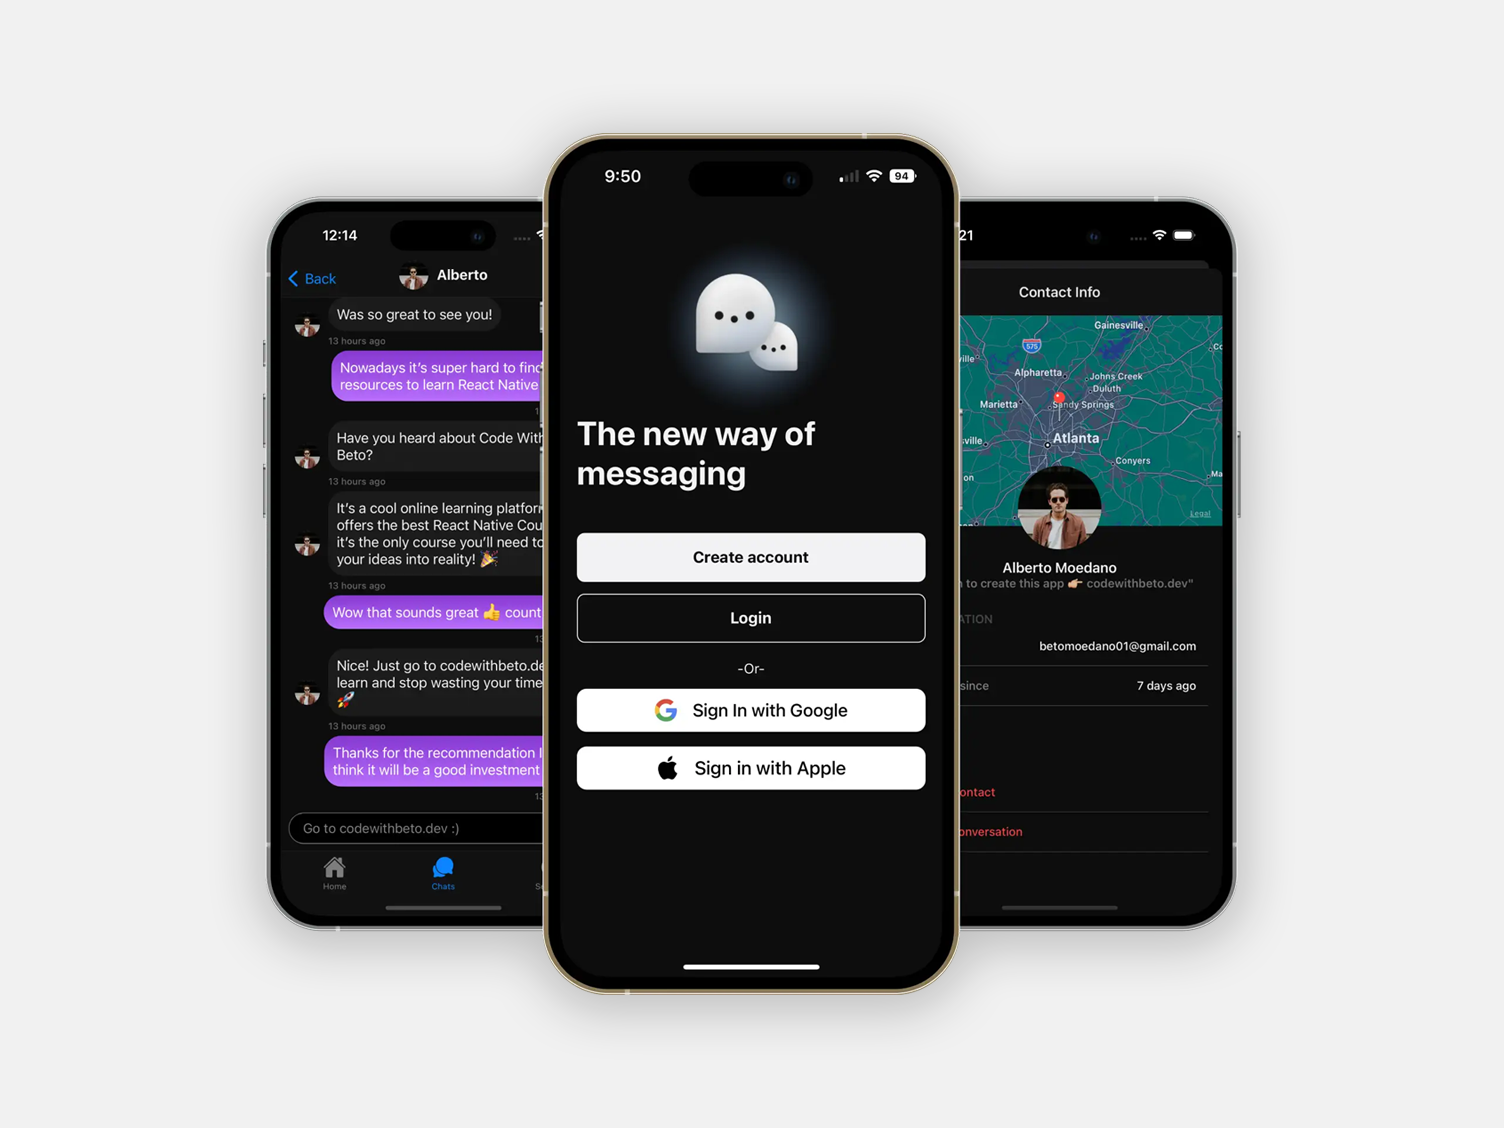 12:14
Back
Alberto
Was so great to see you!
13 hours ago
Nowadays it's super hard to find
resources to learn React Native
Have you heard about Code With
Beto?
13 hours ago
It's a cool online learning
offers the best React Native
it's the only course you'll need to
your ideas into reality! 🎉
13 hours ago
Wow that sounds great 👍 count
Nice! Just go to
learn and stop wasting your time
🚀
13 hours ago
Thanks for the recommendation I
think it will be a good investment
Go to codewithbeto.dev :)
Home
Chats
9:50
94
The new way of
messaging
Create account
Login
-Or-
Sign In with Google
Sign in with Apple
21
Contact Info
Gainesville
575
Alpharetta
Johns Creek
Duluth
Marietta
Sandy Springs
Atlanta
Conyers
Legal
Alberto Moedano
to create this app 👉🏼 codewithbeto.dev"
betomoedano01@gmail.com
since
7 days ago